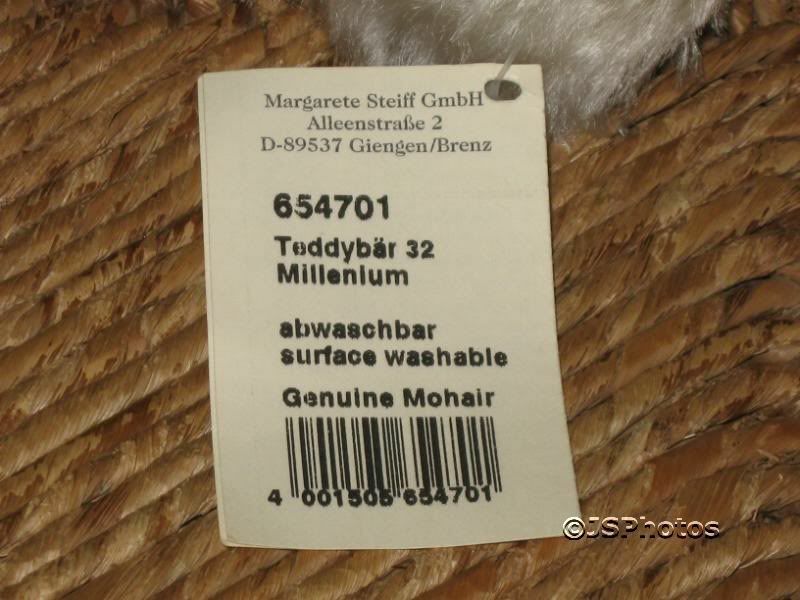 Margarete Steiff GmbH
Alleenstraße 2
D-89537 Giengen/Brenz
654701
Teddybär 32
Millenium
abwaschbar
surface washable
Genuine Mohair
4 001505 654701
©JSPhotos